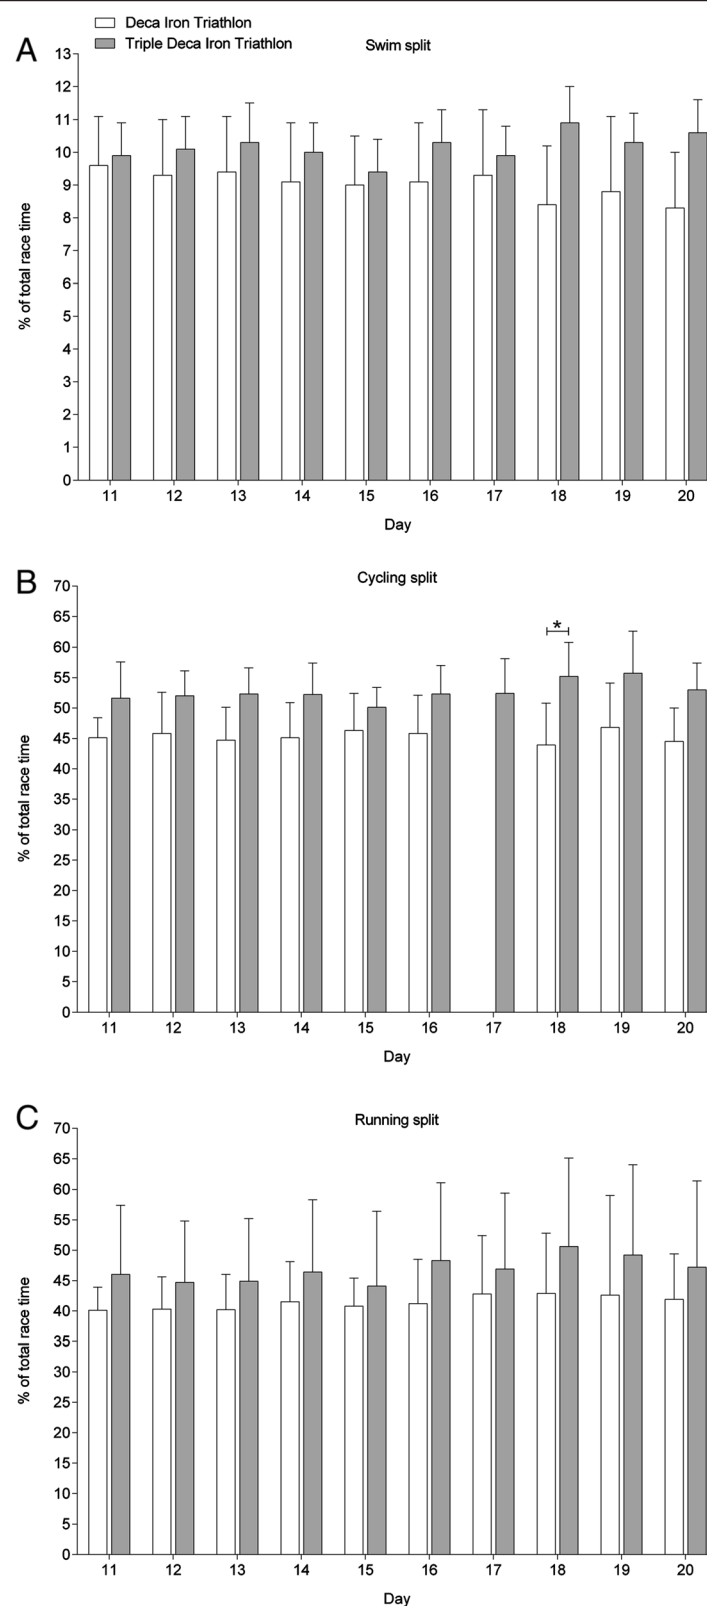 Deca Iron Triathlon
Triple Deca Iron Triathlon
A
Swim split
13
12
11
10
9
8
7
6
5
4
3
2
1
0
% of total race time
11 12 13 14 15 16 17 18 19 20
Day
B
Cycling split
70
65
60
55
50
45
40
35
30
25
20
15
10
5
0
% of total race time
*
11 12 13 14 15 16 17 18 19 20
Day
C
Running split
70
65
60
55
50
45
40
35
30
25
20
15
10
5
0
% of total race time
11 12 13 14 15 16 17 18 19 20
Day